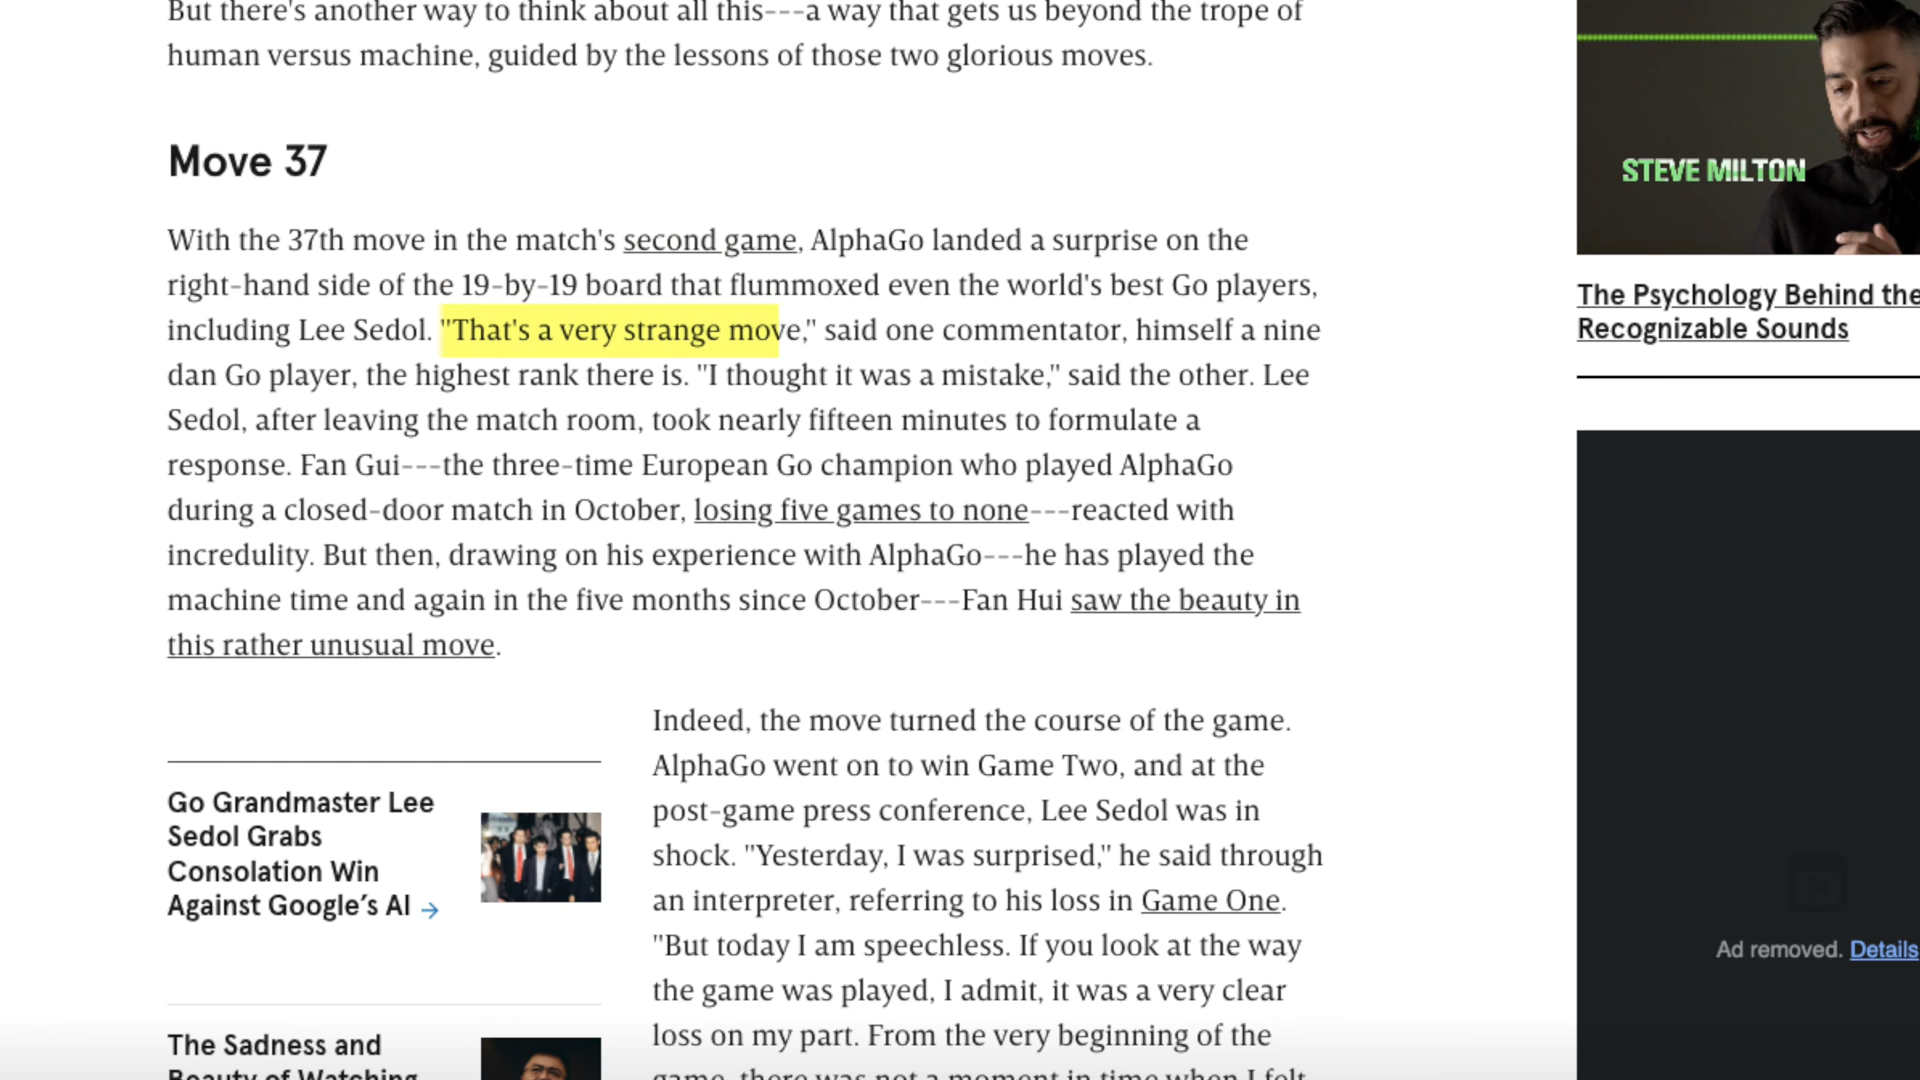 But there's another way to think about all this---a way that gets us beyond the trope of
human versus machine, guided by the lessons of those two glorious moves.
Move 37
With the 37th move in the match's second game, AlphaGo landed a surprise on the
right-hand side of the 19-by-19 board that flummoxed even the world's best Go players,
including Lee Sedol. "That's a very strange move," said one commentator, himself a nine
dan Go player, the highest rank there is. "I thought it was a mistake," said the other. Lee
Sedol, after leaving the match room, took nearly fifteen minutes to formulate a
response. Fan Gui---the three-time European Go champion who played AlphaGo
during a closed-door match in October, losing five games to none---reacted with
incredulity. But then, drawing on his experience with AlphaGo---he has played the
machine time and again in the five months since October---Fan Hui saw the beauty in
this rather unusual move.
Indeed, the move turned the course of the game.
AlphaGo went on to win Game Two, and at the
post-game press conference, Lee Sedol was in
shock. "Yesterday, I was surprised," he said through
an interpreter, referring to his loss in Game One.
"But today I am speechless. If you look at the way
the game was played, I admit, it was a very clear
loss on my part. From the very beginning of the
game, there was not a moment in time when I felt
Go Grandmaster Lee
Sedol Grabs
Consolation Win
Against Google's AI →
The Sadness and
Beauty of Watching
STEVE MILTON
The Psychology Behind the
Recognizable Sounds
Ad removed. Details